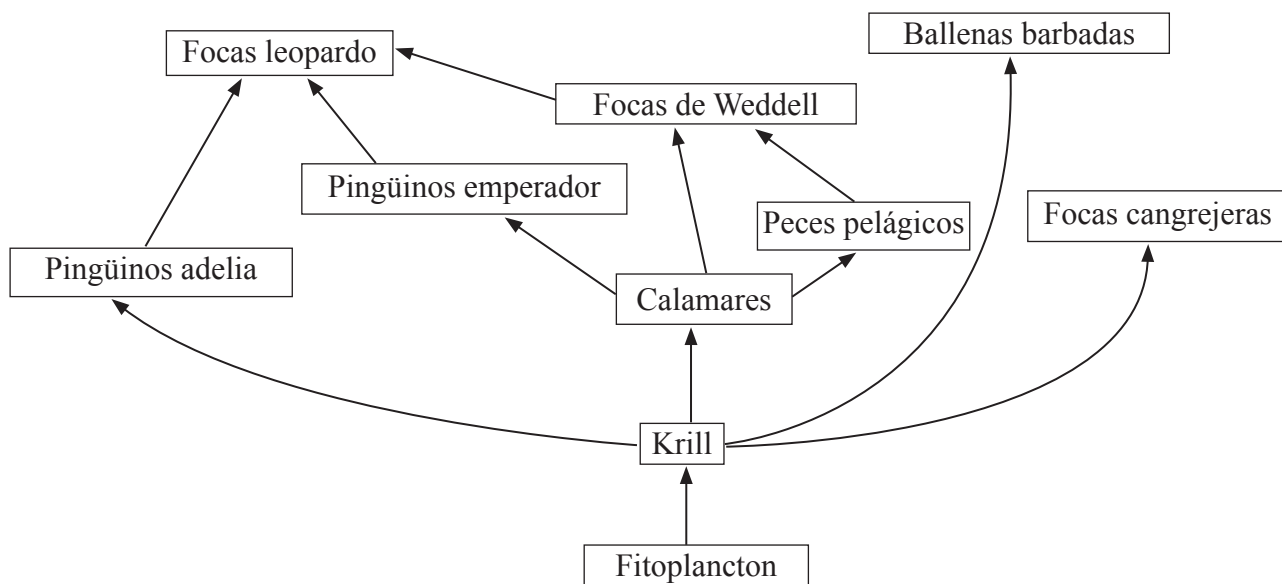 Ballenas barbadas
Focas leopardo
Focas de Weddell
Pingüinos emperador
Peces pelágicos
Focas cangrejeras
Pingüinos adelia
Calamares
Krill
Fitoplancton